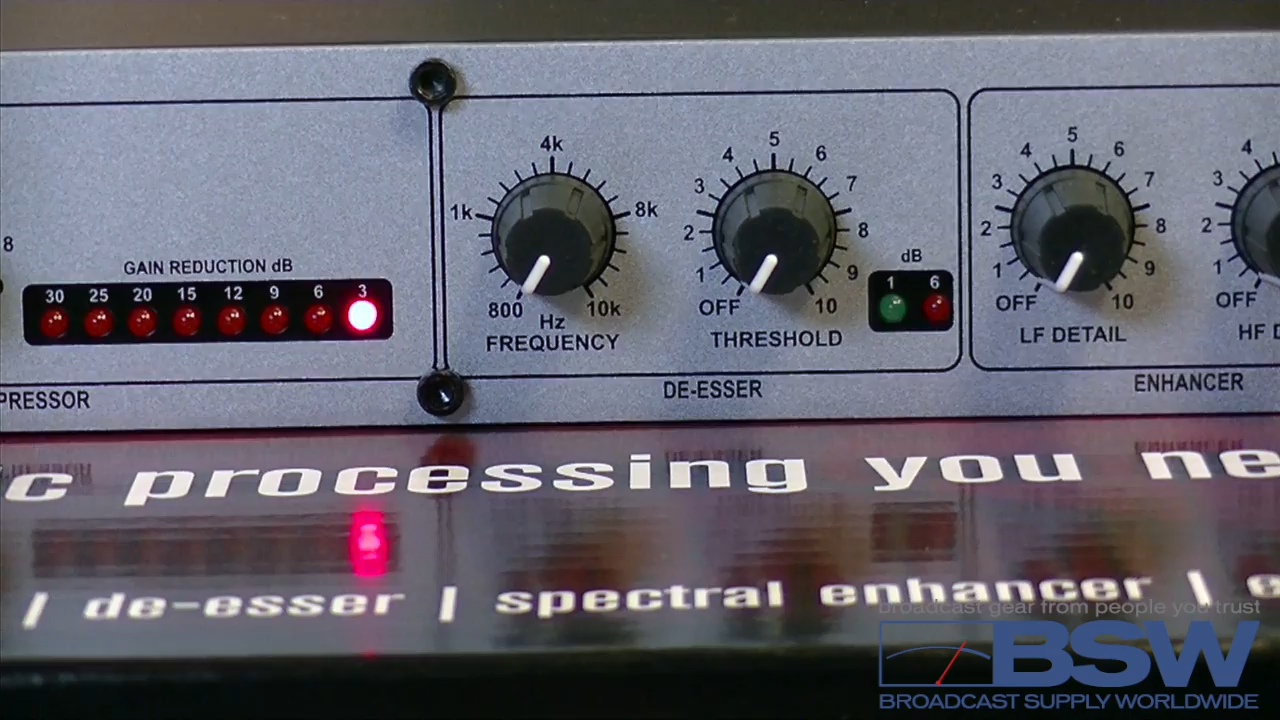 8
GAIN REDUCTION dB
30 25 20 15 12 9 6 3
PRESSOR
4k
1k 8k
800 10k
Hz
FREQUENCY
5
4 6
3 7
2 8
1 9
OFF 10
THRESHOLD
dB
1 6
DE-ESSER
5
4 6
3 7
2 8
1 9
OFF 10
LF DETAIL
4
3
2
1
OFF
HF D
ENHANCER
c processing you ne
| de-esser | spectral enhancer | e
broadcast gear from people you trust
BSW
BROADCAST SUPPLY WORLDWIDE